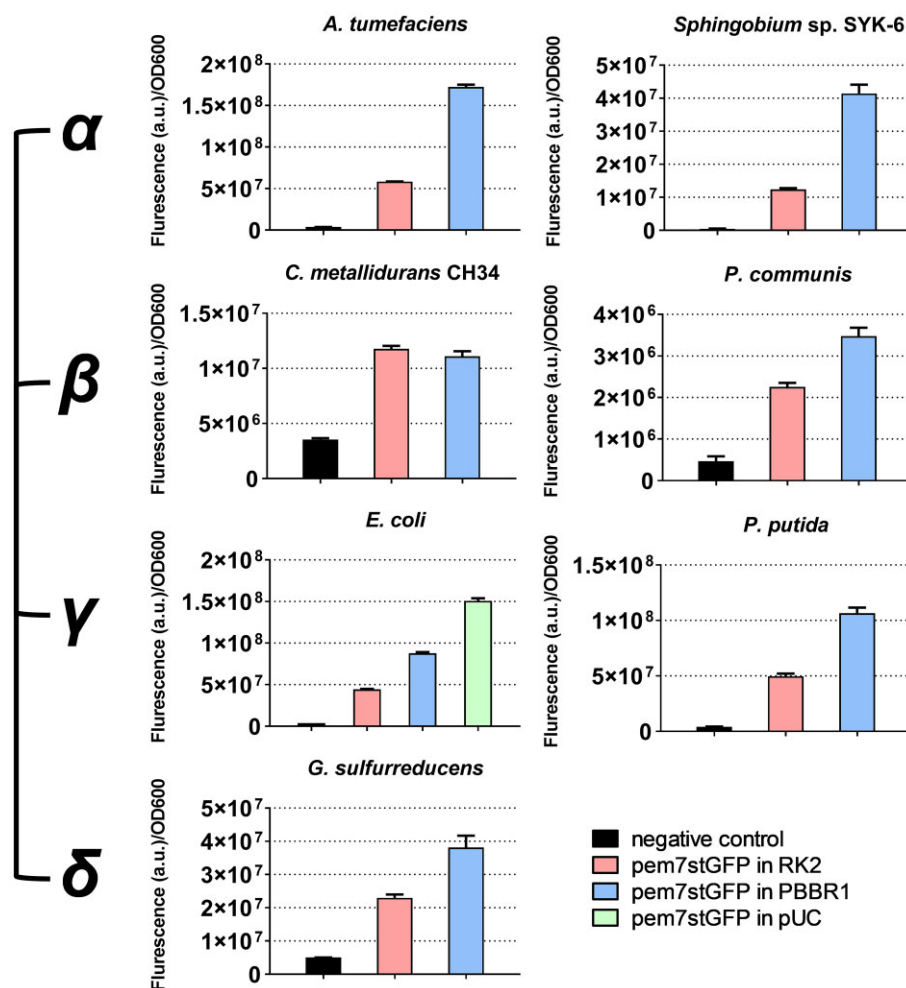 A. tumefaciens
Flurescence (a.u.)/OD600
2×10⁸
1.5×10⁸
1×10⁸
5×10⁷
0
Sphingobium sp. SYK-6
Flurescence (a.u.)/OD600
5×10⁷
4×10⁷
3×10⁷
2×10⁷
1×10⁷
0
α
C. metallidurans CH34
Flurescence (a.u.)/OD600
1.5×10⁷
1×10⁷
5×10⁶
0
P. communis
Flurescence (a.u.)/OD600
4×10⁶
3×10⁶
2×10⁶
1×10⁶
0
β
E. coli
Flurescence (a.u.)/OD600
2×10⁸
1.5×10⁸
1×10⁸
5×10⁷
0
P. putida
Flurescence (a.u.)/OD600
1.5×10⁸
1×10⁸
5×10⁷
0
γ
G. sulfurreducens
Flurescence (a.u.)/OD600
5×10⁷
4×10⁷
3×10⁷
2×10⁷
1×10⁷
0
δ
negative control
pem7stGFP in RK2
pem7stGFP in PBBR1
pem7stGFP in pUC